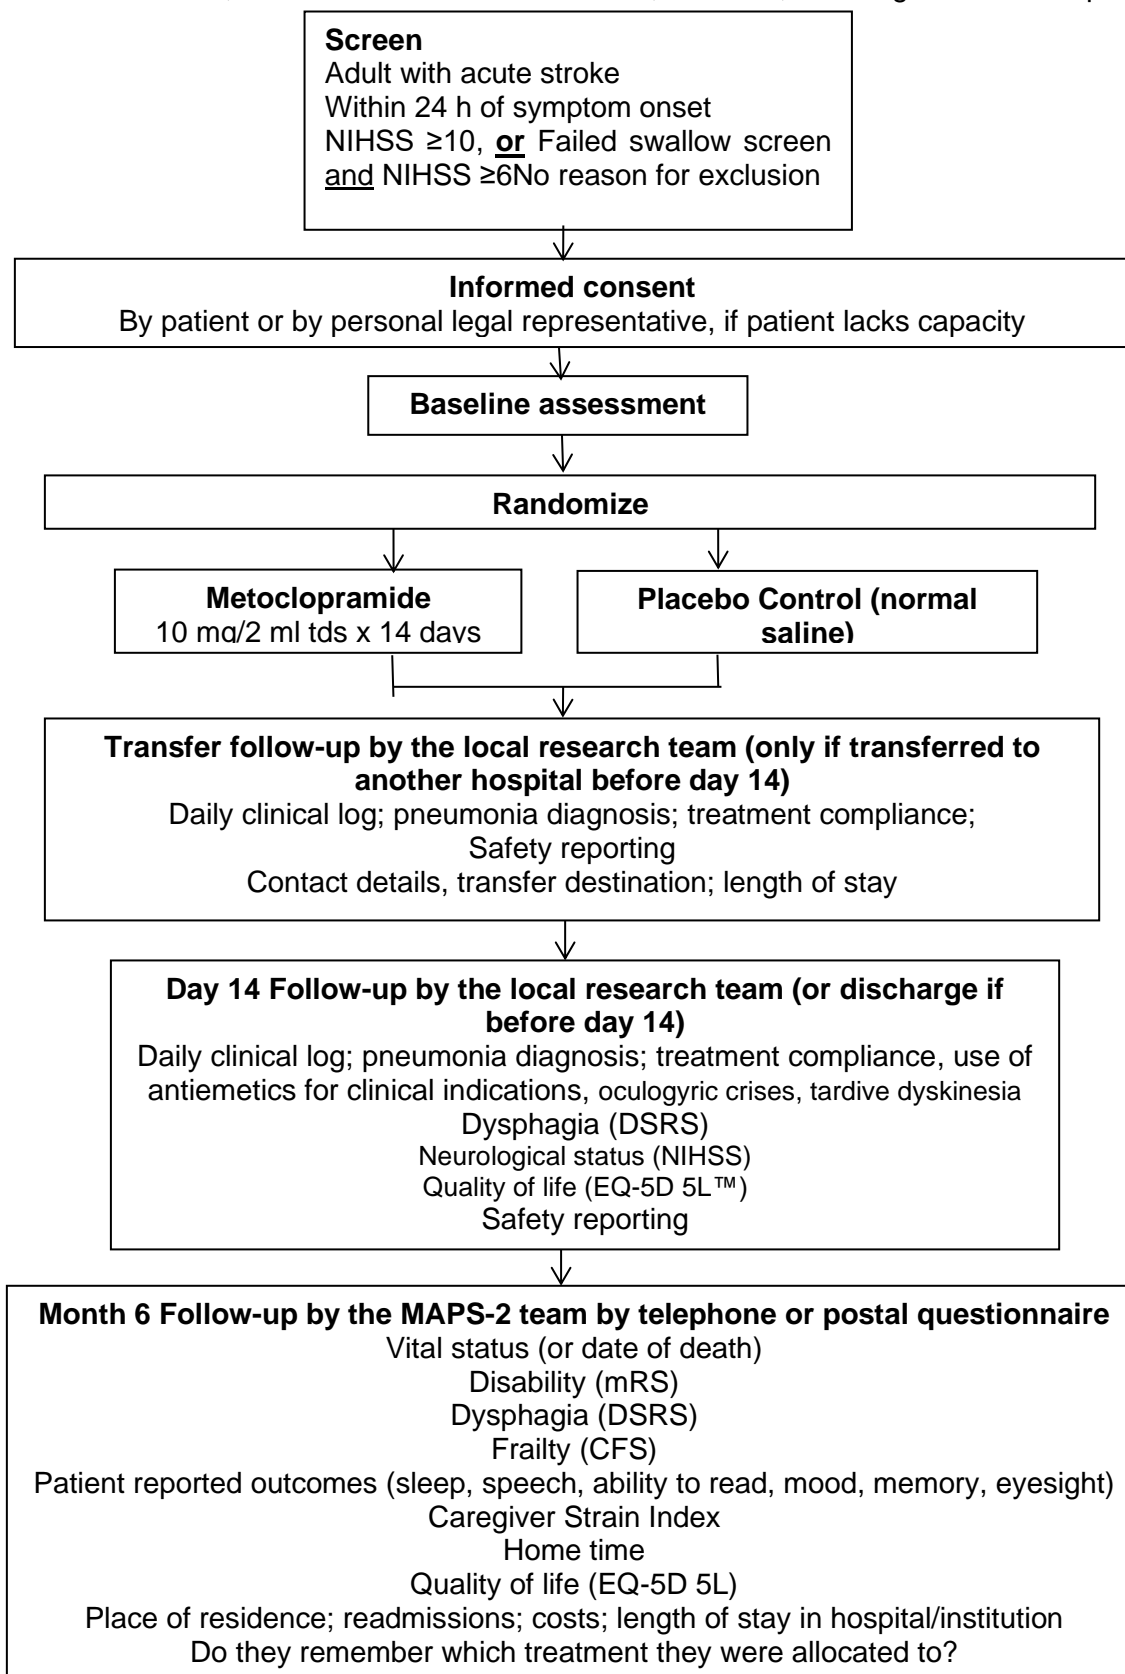 Screen
Adult with acute stroke
Within 24 h of symptom onset
NIHSS ≥10, or Failed swallow screen
and NIHSS ≥6No reason for exclusion
Informed consent
By patient or by personal legal representative, if patient lacks capacity
Baseline assessment
Randomize
Metoclopramide
10 mg/2 ml tds x 14 days
Placebo Control (normal
saline)
Transfer follow-up by the local research team (only if transferred to
another hospital before day 14)
Daily clinical log; pneumonia diagnosis; treatment compliance;
Safety reporting
Contact details, transfer destination; length of stay
Day 14 Follow-up by the local research team (or discharge if
before day 14)
Daily clinical log; pneumonia diagnosis; treatment compliance, use of
antiemetics for clinical indications, oculogyric crises, tardive dyskinesia
Dysphagia (DSRS)
Neurological status (NIHSS)
Quality of life (EQ-5D 5L™)
Safety reporting
Month 6 Follow-up by the MAPS-2 team by telephone or postal questionnaire
Vital status (or date of death)
Disability (mRS)
Dysphagia (DSRS)
Frailty (CFS)
Patient reported outcomes (sleep, speech, ability to read, mood, memory, eyesight)
Caregiver Strain Index
Home time
Quality of life (EQ-5D 5L)
Place of residence; readmissions; costs; length of stay in hospital/institution
Do they remember which treatment they were allocated to?